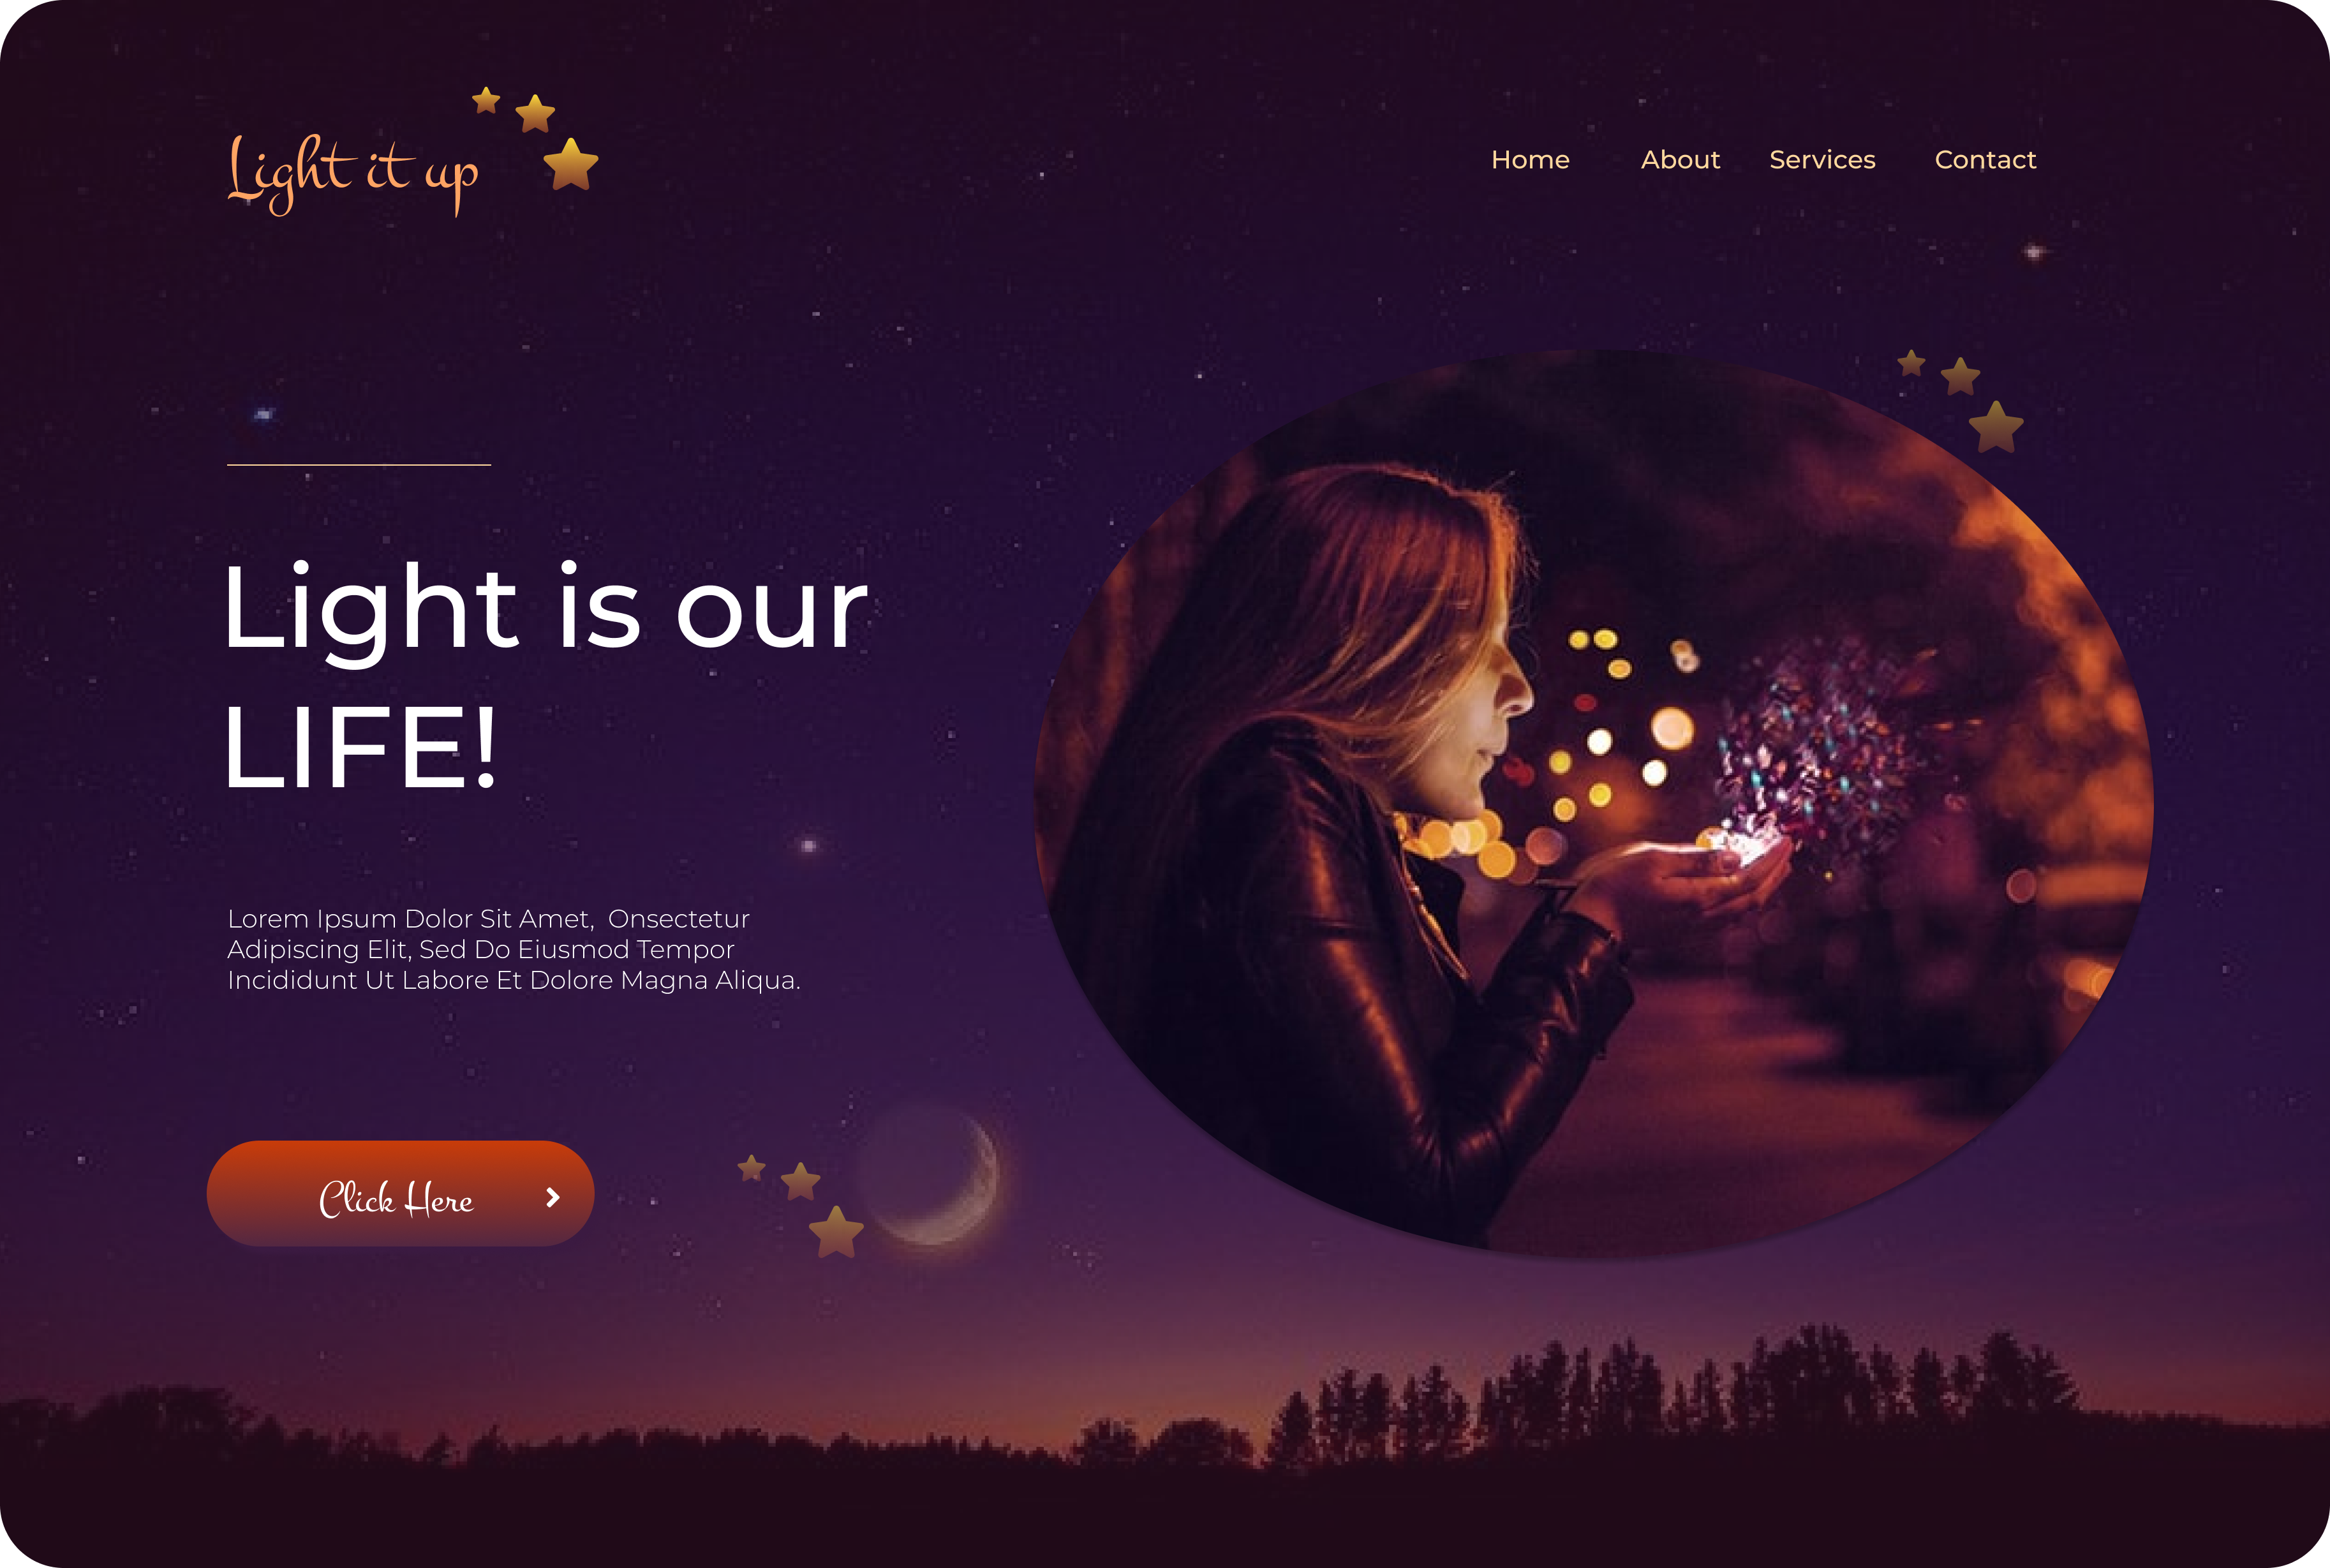 Light it up
Home About Services Contact
Light is our
LIFE!
Lorem Ipsum Dolor Sit Amet,  Onsectetur
Adipiscing Elit, Sed Do Eiusmod Tempor
Incididunt Ut Labore Et Dolore Magna Aliqua.
Click Here